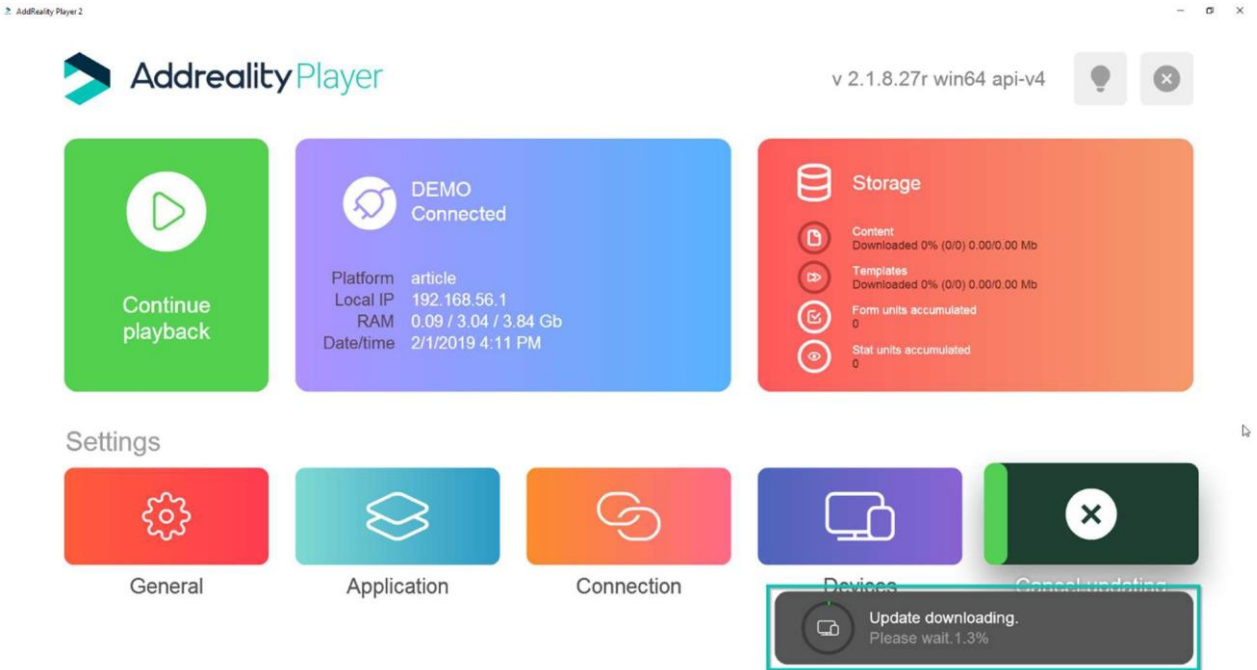 AddReality Player 2
Addreality Player
v 2.1.8.27r win64 api-v4
Continue
playback
DEMO
Connected
Platform article
Local IP 192.168.56.1
RAM 0.09 / 3.04 / 3.84 Gb
Date/time 2/1/2019 4:11 PM
Storage
Content
Downloaded 0% (0/0) 0.00/0.00 Mb
Templates
Downloaded 0% (0/0) 0.00/0.00 Mb
Form units accumulated
0
Stat units accumulated
0
Settings
General
Application
Connection
Devices
Cancel updating
Update downloading.
Please wait.1.3%